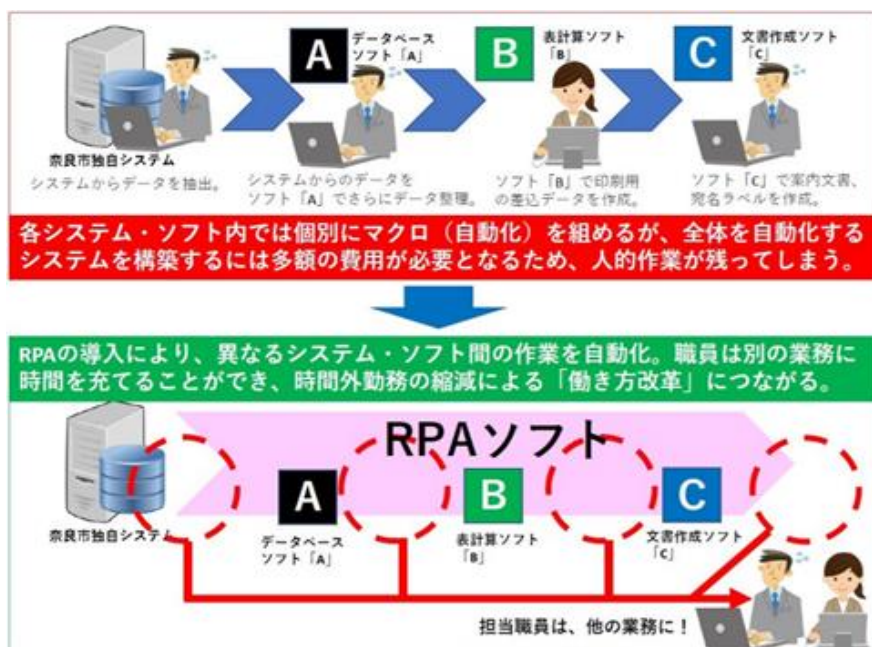 A
データベース
ソフト「A」
B
表計算ソフト
「B」
C
文書作成ソフト
「C」
奈良市独自システム
システムからデータを抽出。
システムからのデータを
ソフト「A」でさらにデータ整理。
ソフト「B」で印刷用
の差込データを作成。
ソフト「C」で案内文書、
宛名ラベルを作成。
各システム・ソフト内では個別にマクロ（自動化）を組めるが、全体を自動化する
システムを構築するには多額の費用が必要となるため、人的作業が残ってしまう。
RPAの導入により、異なるシステム・ソフト間の作業を自動化。職員は別の業務に
時間を充てることができ、時間外勤務の縮減による「働き方改革」につながる。
RPAソフト
A
B
C
奈良市独自システム
データベース
ソフト「A」
表計算ソフト
「B」
文書作成ソフト
「C」
担当職員は、他の業務に！